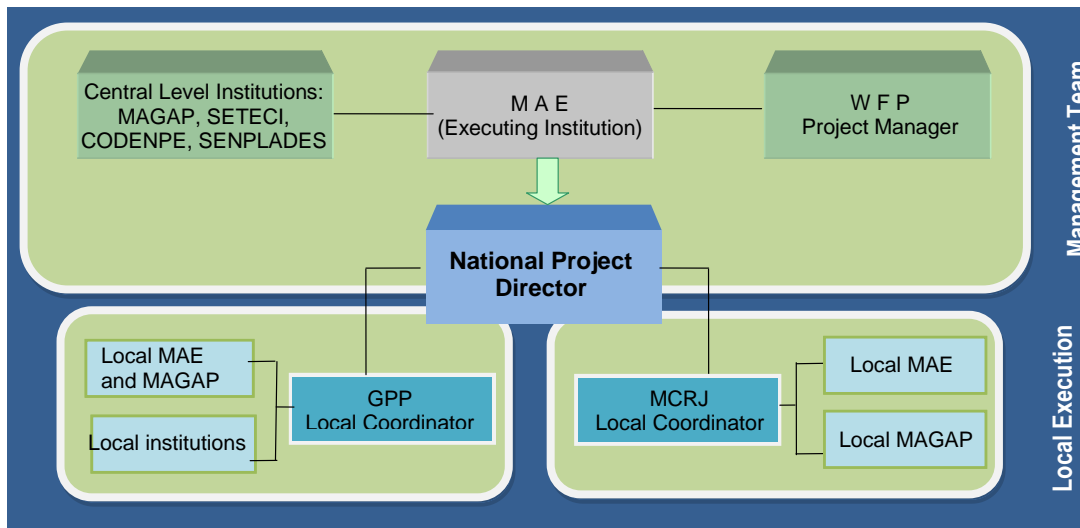 Central Level Institutions:
MAGAP, SETECI,
CODENPE, SENPLADES
M A E
(Executing Institution)
W F P
Project Manager
Management Team
National Project
Director
Local MAE
and MAGAP
Local institutions
GPP
Local Coordinator
MCRJ
Local Coordinator
Local MAE
Local MAGAP
Local Execution